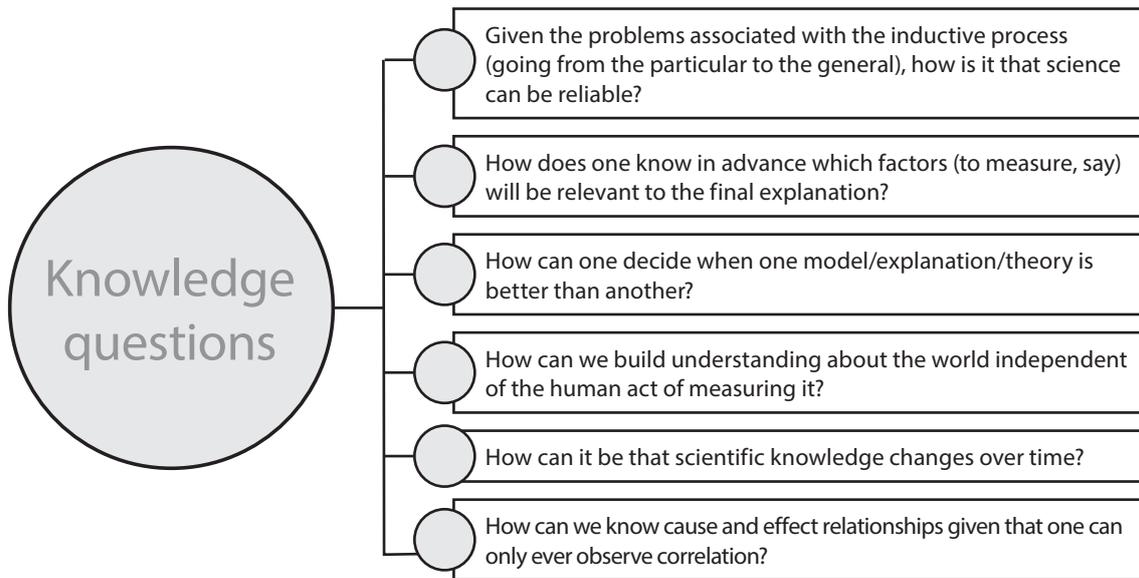 Knowledge
questions
Given the problems associated with the inductive process
(going from the particular to the general), how is it that science
can be reliable?
How does one know in advance which factors (to measure, say)
will be relevant to the final explanation?
How can one decide when one model/explanation/theory is
better than another?
How can we build understanding about the world independent
of the human act of measuring it?
How can it be that scientific knowledge changes over time?
How can we know cause and effect relationships given that one can
only ever observe correlation?